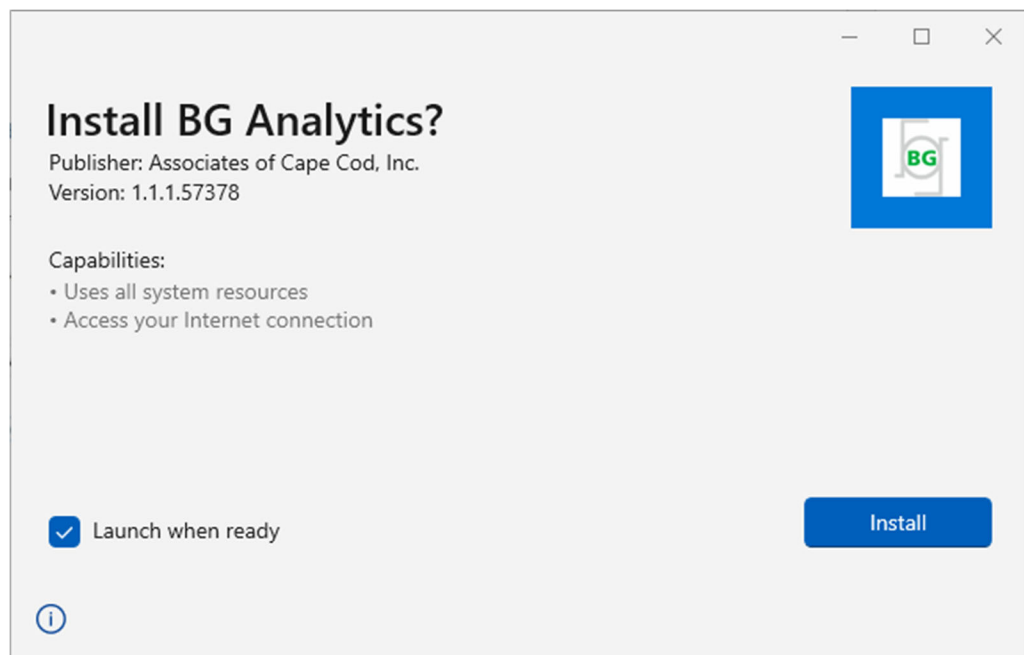 Install BG Analytics?
Publisher: Associates of Cape Cod, Inc.
Version: 1.1.1.57378
BG
Capabilities:
• Uses all system resources
• Access your Internet connection
Launch when ready
Install